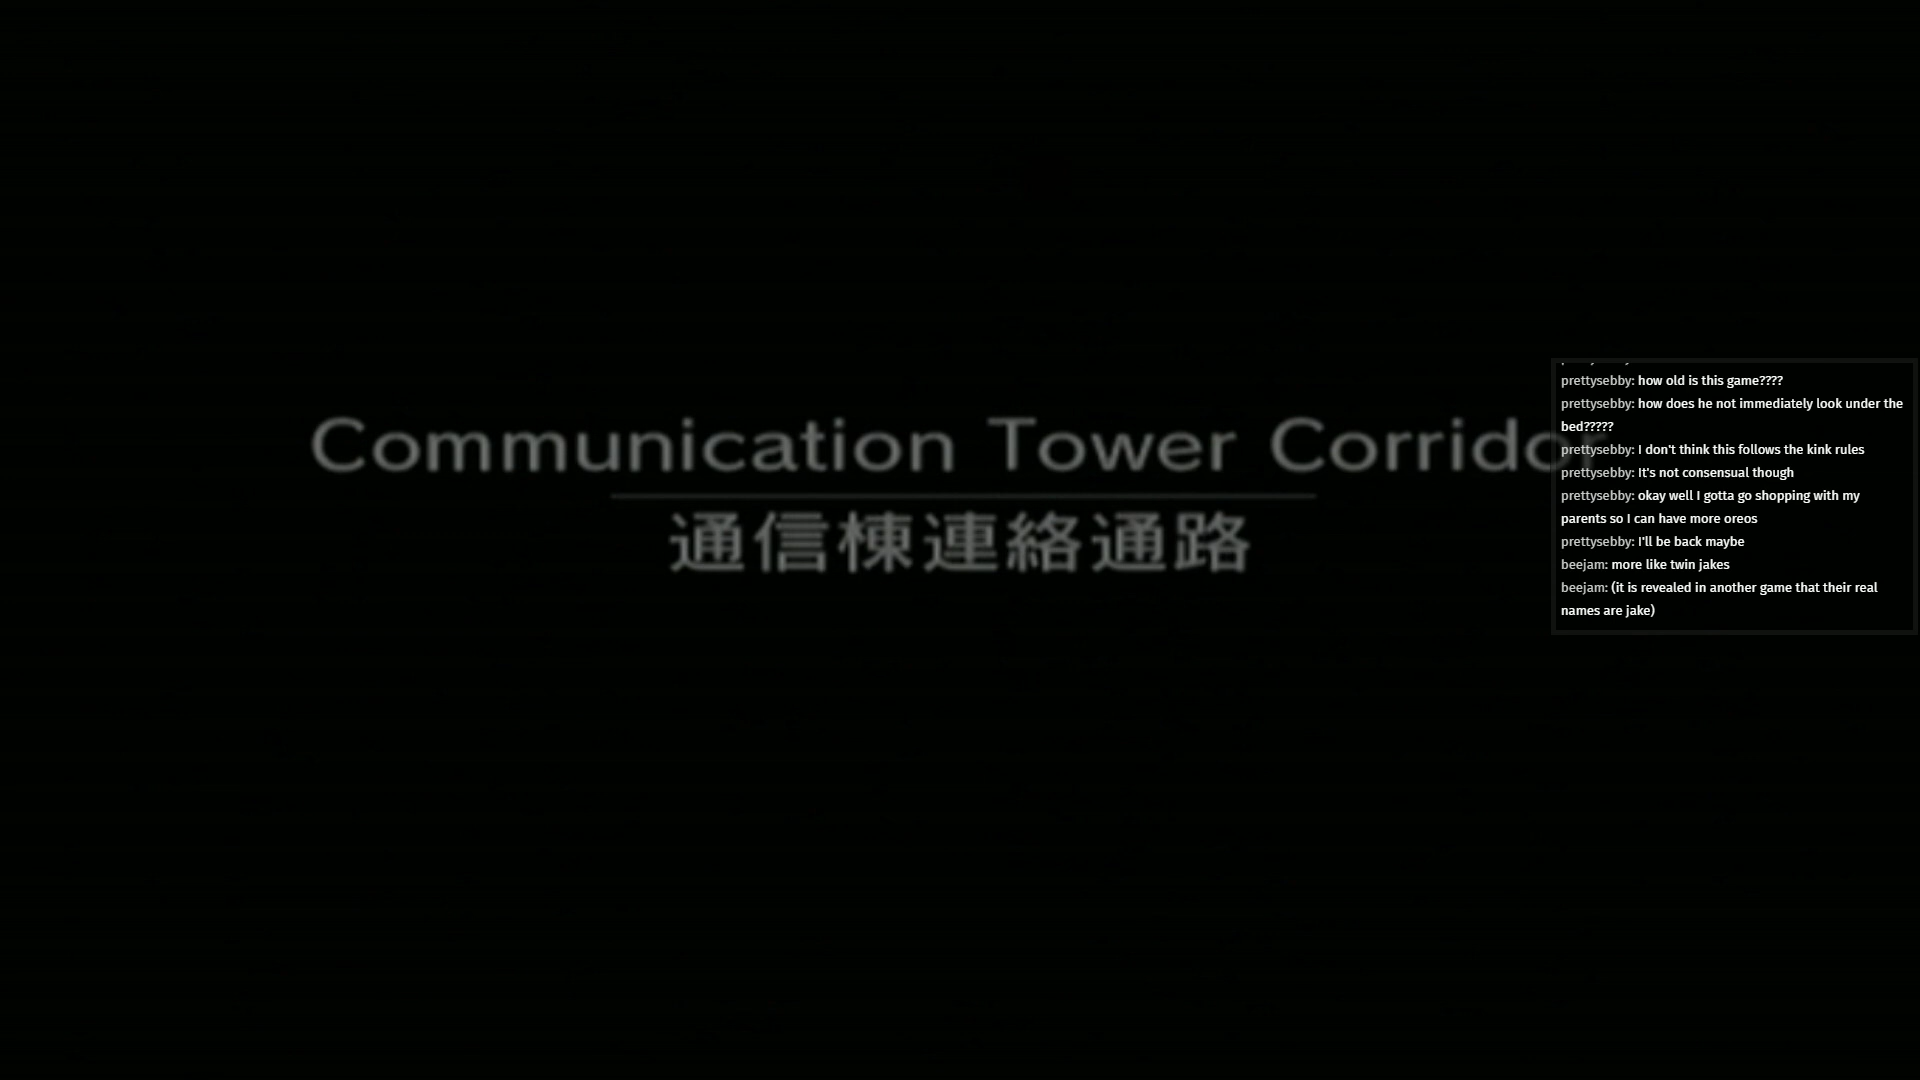 Communication Tower Corridor
通信棟連絡通路
prettysebby: how old is this game????
prettysebby: how does he not immediately look under the
bed?????
prettysebby: I don't think this follows the kink rules
prettysebby: It's not consensual though
prettysebby: okay well I gotta go shopping with my
parents so I can have more oreos
prettysebby: I'll be back maybe
beejam: more like twin jakes
beejam: (it is revealed in another game that their real
names are jake)